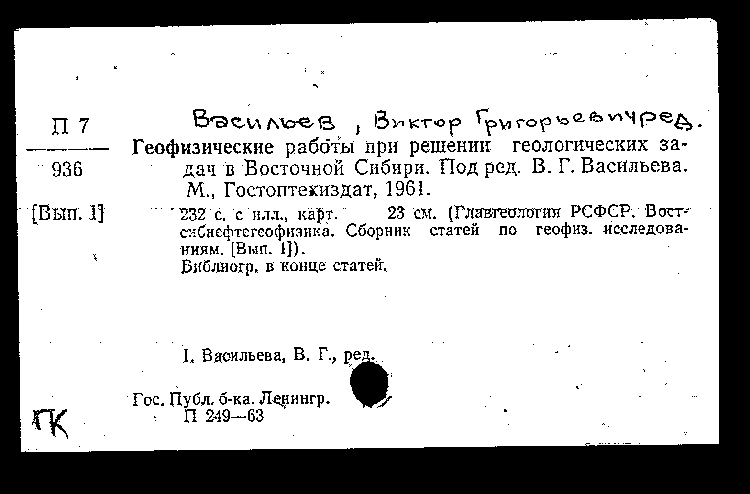 Васильев, Виктор Григорьевич ред.
П 7
936
[Вып. 1]
Геофизические работы при решении геологических за-
дач в Восточной Сибири. Под ред. В. Г. Васильева.
М., Гостоптехиздат, 1961.
232 с. с илл., карт. 23 см. (Главгеология РСФСР. Вост-
сибнефтегеофизика. Сборник статей по геофиз. исследова-
ниям. [Вып. 1]).
Библиогр. в конце статей.
I. Васильева, В. Г., ред.
Гос. Публ. б-ка. Ленингр.
П 249—63
ПК